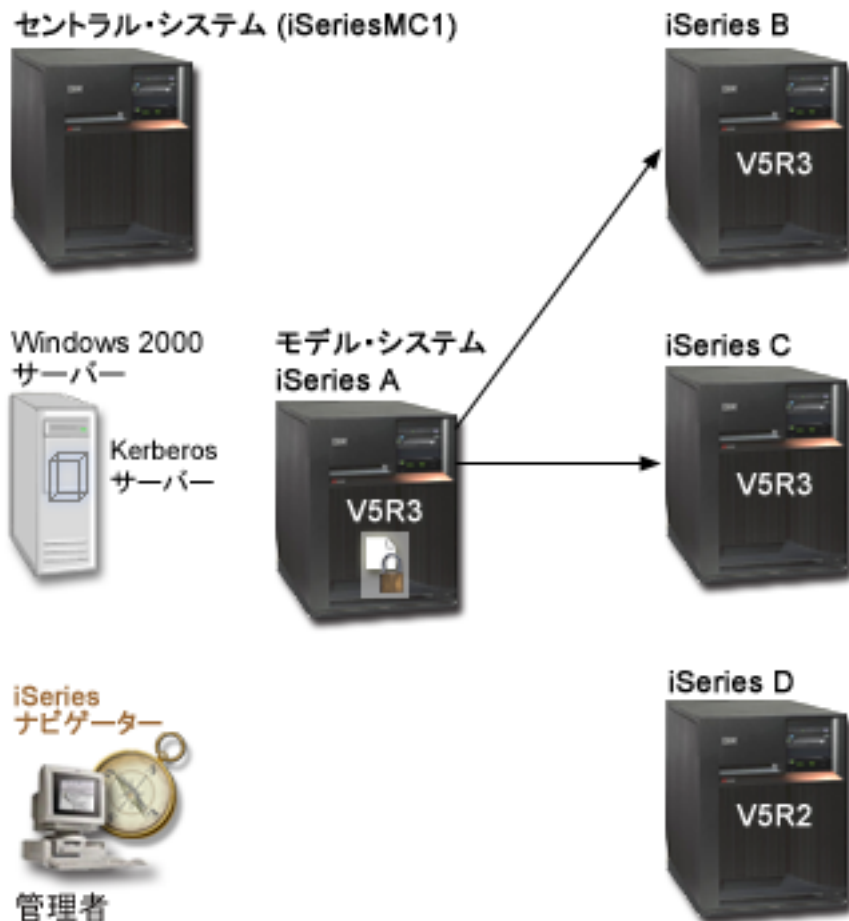 セントラル・システム (iSeriesMC1)
iSeries B
V5R3
Windows 2000
サーバー
Kerberos
サーバー
モデル・システム
iSeries A
V5R3
iSeries C
V5R3
iSeries
ナビゲーター
管理者
iSeries D
V5R2